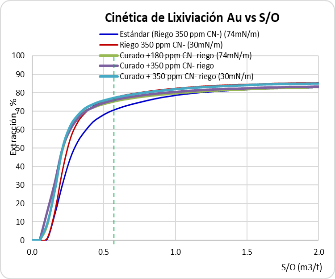 Cinética de Lixiviación Au vs S/O
Estándar (Riego 350 ppm CN-) (74mN/m)
Riego 350 ppm CN- (30mN/m)
Curado +180 ppm CN- riego (74mN/m)
Curado +350 ppm CN- riego
Curado + 350 ppm CN- riego (30mN/m)
Extracción, %
100
90
80
70
60
50
40
30
20
10
0
0.0
0.5
1.0
1.5
2.0
S/O (m3/t)